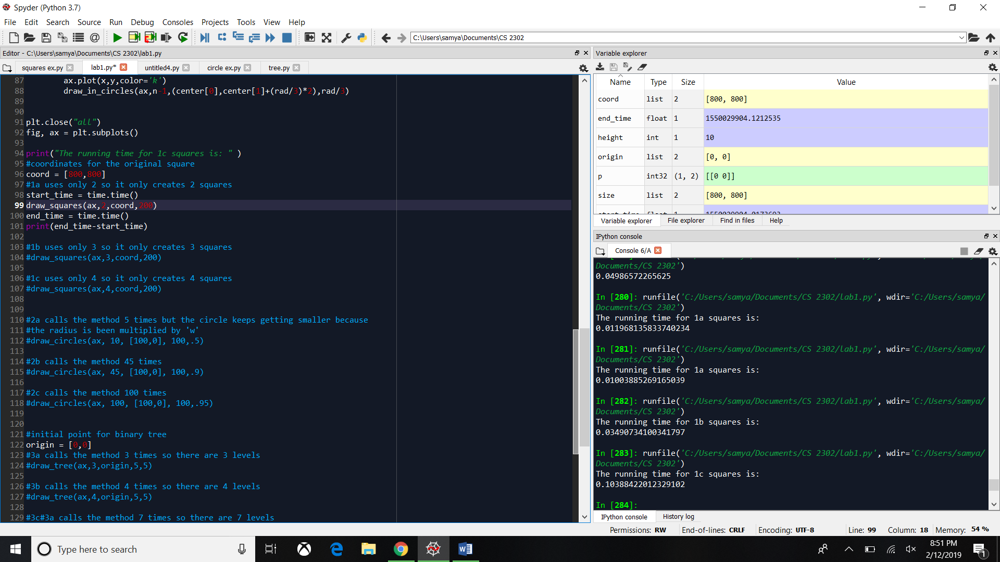 Spyder (Python 3.7)
File Edit Search Source Run Debug Consoles Projects Tools View Help
C:\Users\samya\Documents\CS 2302
Editor - C:\Users\samya\Documents\CS 2302\lab1.py
squares ex.py lab1.py* untitled4.py circle ex.py tree.py
87 ax.plot(x,y,color='k')
88 draw_in_circles(ax,n-1,(center[0],center[1]+(rad/3)*2),rad/3)
89
90
91 plt.close("all")
92 fig, ax = plt.subplots()
93
94 print("The running time for 1c squares is: " )
95 #coordinates for the original square
96 coord = [800,800]
97 #1a uses only 2 so it only creates 2 squares
98 start_time = time.time()
99 draw_squares(ax,2,coord,200)
100 end_time = time.time()
101 print(end_time-start_time)
102
103 #1b uses only 3 so it only creates 3 squares
104 #draw_squares(ax,3,coord,200)
105
106 #1c uses only 4 so it only creates 4 squares
107 #draw_squares(ax,4,coord,200)
108
109
110 #2a calls the method 5 times but the circle keeps getting smaller because
111 #the radius is been multiplied by 'w'
112 #draw_circles(ax, 10, [100,0], 100,.5)
113
114 #2b calls the method 45 times
115 #draw_circles(ax, 45, [100,0], 100,.9)
116
117 #2c calls the method 100 times
118 #draw_circles(ax, 100, [100,0], 100,.95)
119
120
121 #initial point for binary tree
122 origin = [0,0]
123 #3a calls the method 3 times so there are 3 levels
124 #draw_tree(ax,3,origin,5,5)
125
126 #3b calls the method 4 times so there are 4 levels
127 #draw_tree(ax,4,origin,5,5)
128
129 #3c#3a calls the method 7 times so there are 7 levels
Variable explorer
Name Type Size Value
coord list 2 [800, 800]
end_time float 1 1550029904.1212535
height int 1 10
origin list 2 [0, 0]
p int32 (1, 2) [[0 0]]
size list 2 [800, 800]
start_time float 1
Variable explorer File explorer Find in files Help
IPython console
Console 6/A
Documents/CS 2302')
0.04986572265625
In [280]: runfile('C:/Users/samya/Documents/CS 2302/lab1.py', wdir='C:/Users/samya/
Documents/CS 2302')
The running time for 1a squares is:
0.011968135833740234
In [281]: runfile('C:/Users/samya/Documents/CS 2302/lab1.py', wdir='C:/Users/samya/
Documents/CS 2302')
The running time for 1a squares is:
0.01003885269165039
In [282]: runfile('C:/Users/samya/Documents/CS 2302/lab1.py', wdir='C:/Users/samya/
Documents/CS 2302')
The running time for 1b squares is:
0.03490734100341797
In [283]: runfile('C:/Users/samya/Documents/CS 2302/lab1.py', wdir='C:/Users/samya/
Documents/CS 2302')
The running time for 1c squares is:
0.10388422012329102
In [284]:
IPython console History log
Permissions: RW End-of-lines: CRLF Encoding: UTF-8 Line: 99 Column: 18 Memory: 54 %
Type here to search
8:51 PM
2/12/2019
1